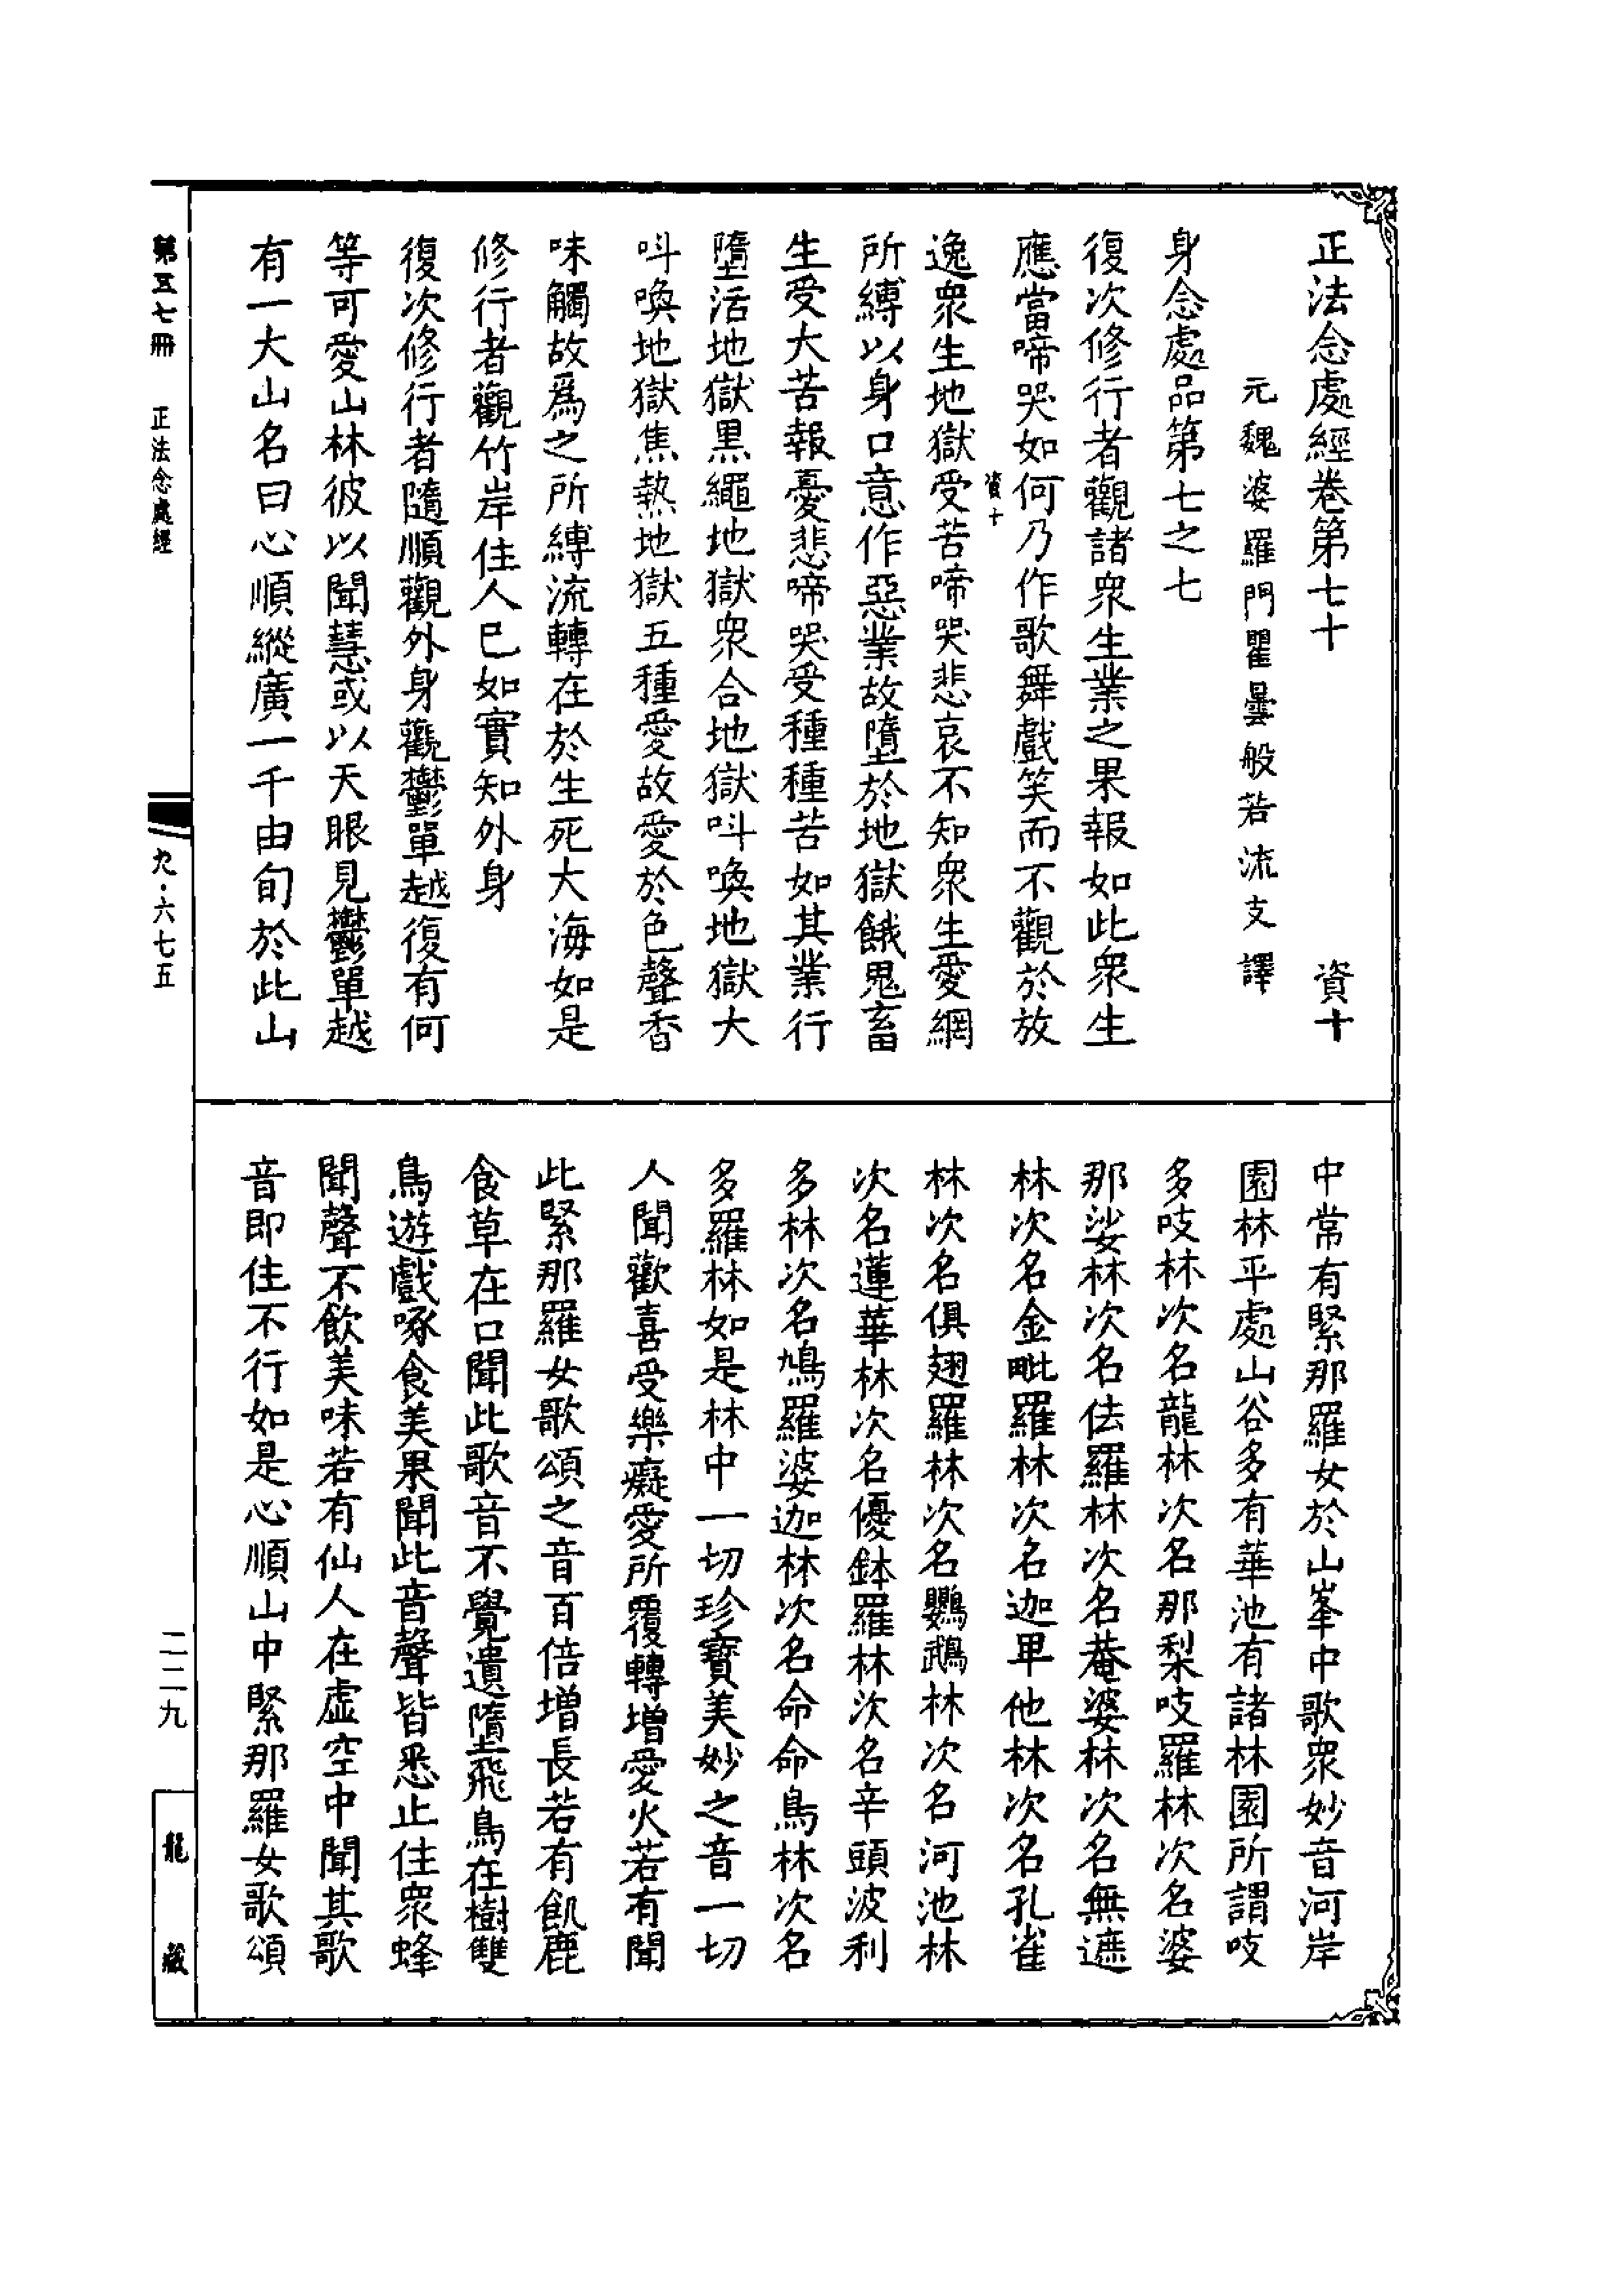 正法念處經卷第七十　資十
元魏婆羅門瞿曇般若流支譯
身念處品第七之七
復次修行者觀諸衆生業之果報如此衆生
應當啼哭如何乃作歌舞戲笑而不觀於放
資十
逸衆生地獄受苦啼哭悲哀不知衆生愛網
所縛以身口意作惡業故墮於地獄餓鬼畜
生受大苦報憂悲啼哭受種種苦如其業行
墮活地獄黑繩地獄衆合地獄叫喚地獄大
叫喚地獄焦熱地獄五種愛故愛於色聲香
味觸故爲之所縛流轉在於生死大海如是
修行者觀竹岸住人巳如實知外身
復次修行者隨順觀外身觀鬱單越復有何
等可愛山林彼以聞慧或以天眼見鬱單越
有一大山名曰心順縱廣一千由旬於此山
中常有緊那羅女於山峯中歌衆妙音河岸
園林平處山谷多有華池有諸林園所謂吱
多吱林次名龍林次名那梨吱羅林次名婆
那娑林次名佉羅林次名菴婆林次名無遮
林次名金毗羅林次名迦卑他林次名孔雀
林次名俱翅羅林次名鸚鵡林次名河池林
次名蓮華林次名優鉢羅林次名辛頭波利
多林次名鳩羅婆迦林次名命命鳥林次名
多羅林如是林中一切珍寶美妙之音一切
人聞歡喜受樂癡愛所覆轉增愛火若有聞
此緊那羅女歌頌之音百倍增長若有飢鹿
食草在口聞此歌音不覺遺墮飛鳥在樹雙
鳥遊戲啄食美果聞此音聲皆悉止住衆蜂
聞聲不飲美味若有仙人在虛空中聞其歌
音即住不行如是心順山中緊那羅女歌頌
第五七冊　正法念處經
九·六七五
二二九
龍藏